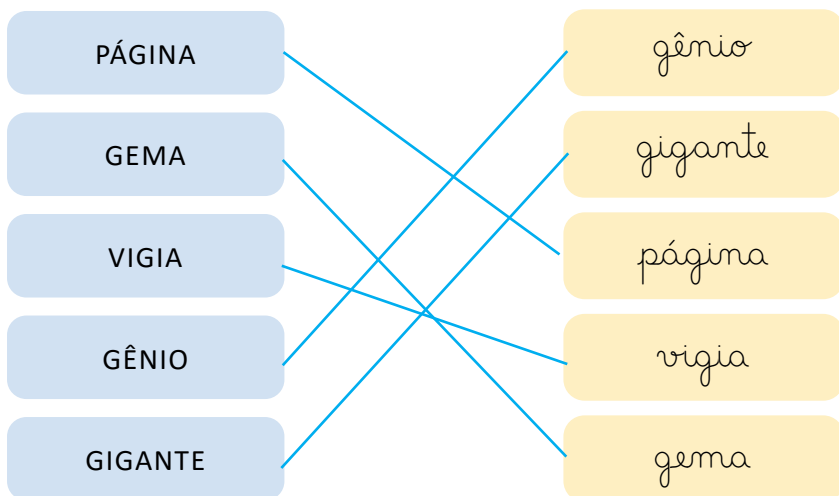 PÁGINA
GEMA
VIGIA
GÊNIO
GIGANTE
gênio
gigante
página
vigia
gema